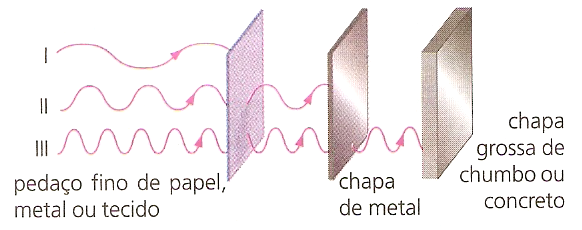 I
II
III
pedaço fino de papel,
metal ou tecido
chapa
de metal
chapa
grossa de
chumbo ou
concreto